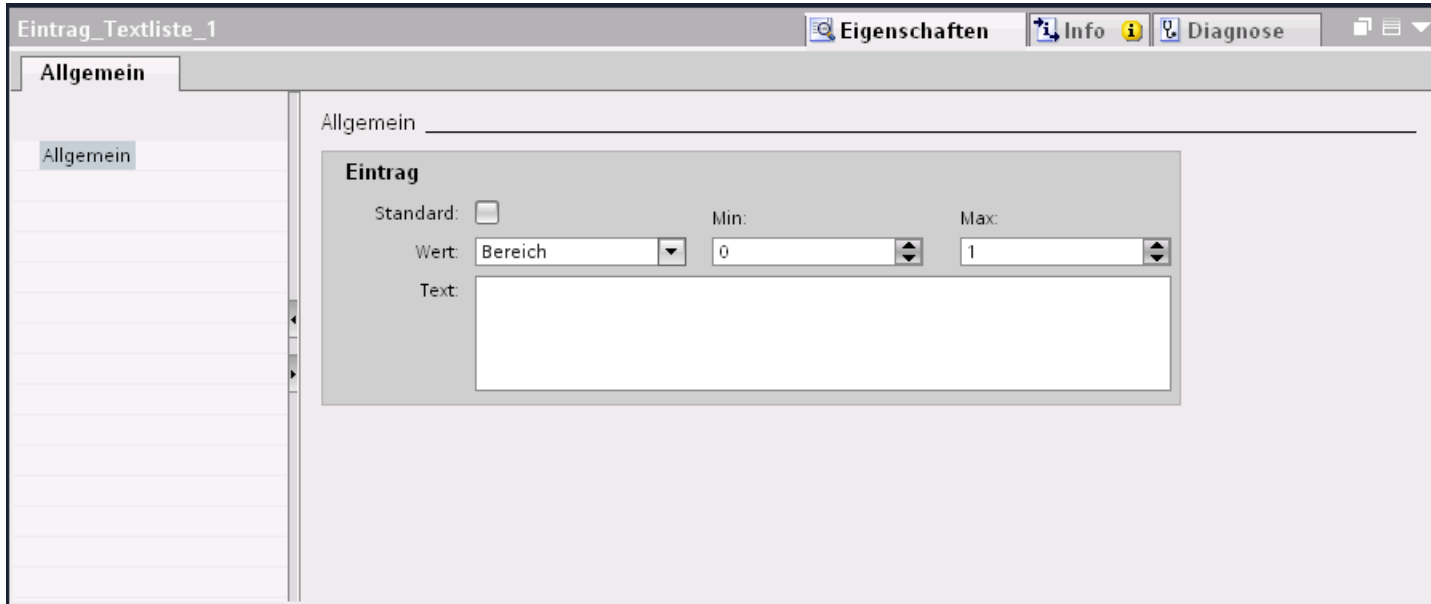 Eintrag_Textliste_1
Eigenschaften
Info
Diagnose
Allgemein
Allgemein
Allgemein
Eintrag
Standard:
Min:
Max:
Wert:
Bereich
0
1
Text: